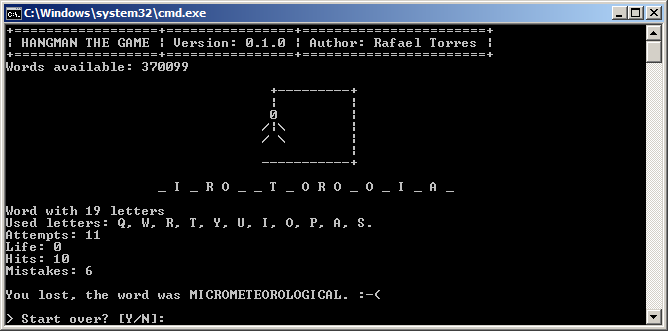 C:\Windows\system32\cmd.exe
¦ HANGMAN THE GAME ¦ Version: 0.1.0 ¦ Author: Rafael Torres ¦
Words available: 370099
_ I _ R O _ _ T _ O R O _ O _ I _ A _
Word with 19 letters
Used letters: Q, W, R, T, Y, U, I, O, P, A, S.
Attempts: 11
Life: 0
Hits: 10
Mistakes: 6
You lost, the word was MICROMETEOROLOGICAL. :-(
> Start over? [Y/N]: